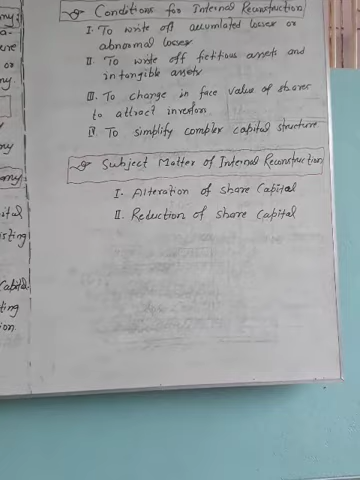 Conditions for Internal Reconstruction
I. To write off accumlated losses or
abnormal losses
II. To write off fictitious assets and
intangible assets
III. To change in face value of shares
to attract investors
IV. To simplify complex capital structure
Subject Matter of Internal Reconstruction
I. Alteration of share Capital
II. Reduction of share Capital